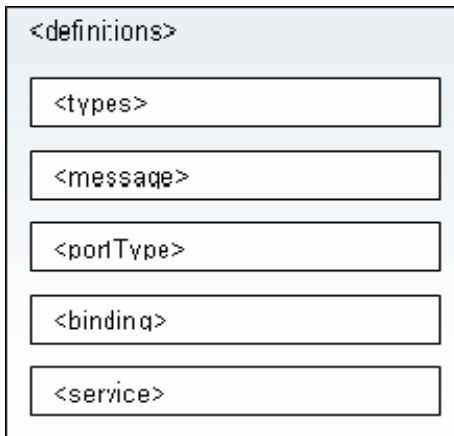 <definitions>
<types>
<message>
<portType>
<binding>
<service>